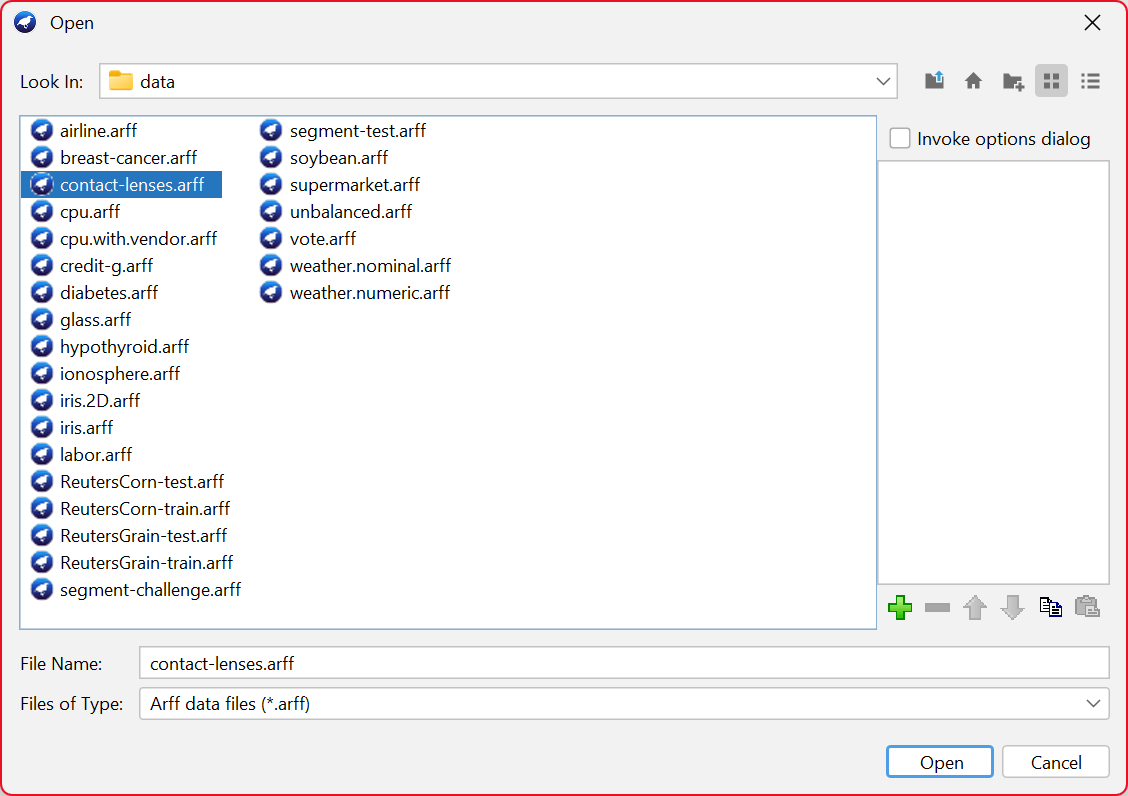 Open
Look In: data
airline.arff
breast-cancer.arff
contact-lenses.arff
cpu.arff
cpu.with.vendor.arff
credit-g.arff
diabetes.arff
glass.arff
hypothyroid.arff
ionosphere.arff
iris.2D.arff
iris.arff
labor.arff
ReutersCorn-test.arff
ReutersCorn-train.arff
ReutersGrain-test.arff
ReutersGrain-train.arff
segment-challenge.arff
segment-test.arff
soybean.arff
supermarket.arff
unbalanced.arff
vote.arff
weather.nominal.arff
weather.numeric.arff
Invoke options dialog
File Name: contact-lenses.arff
Files of Type: Arff data files (*.arff)
Open Cancel